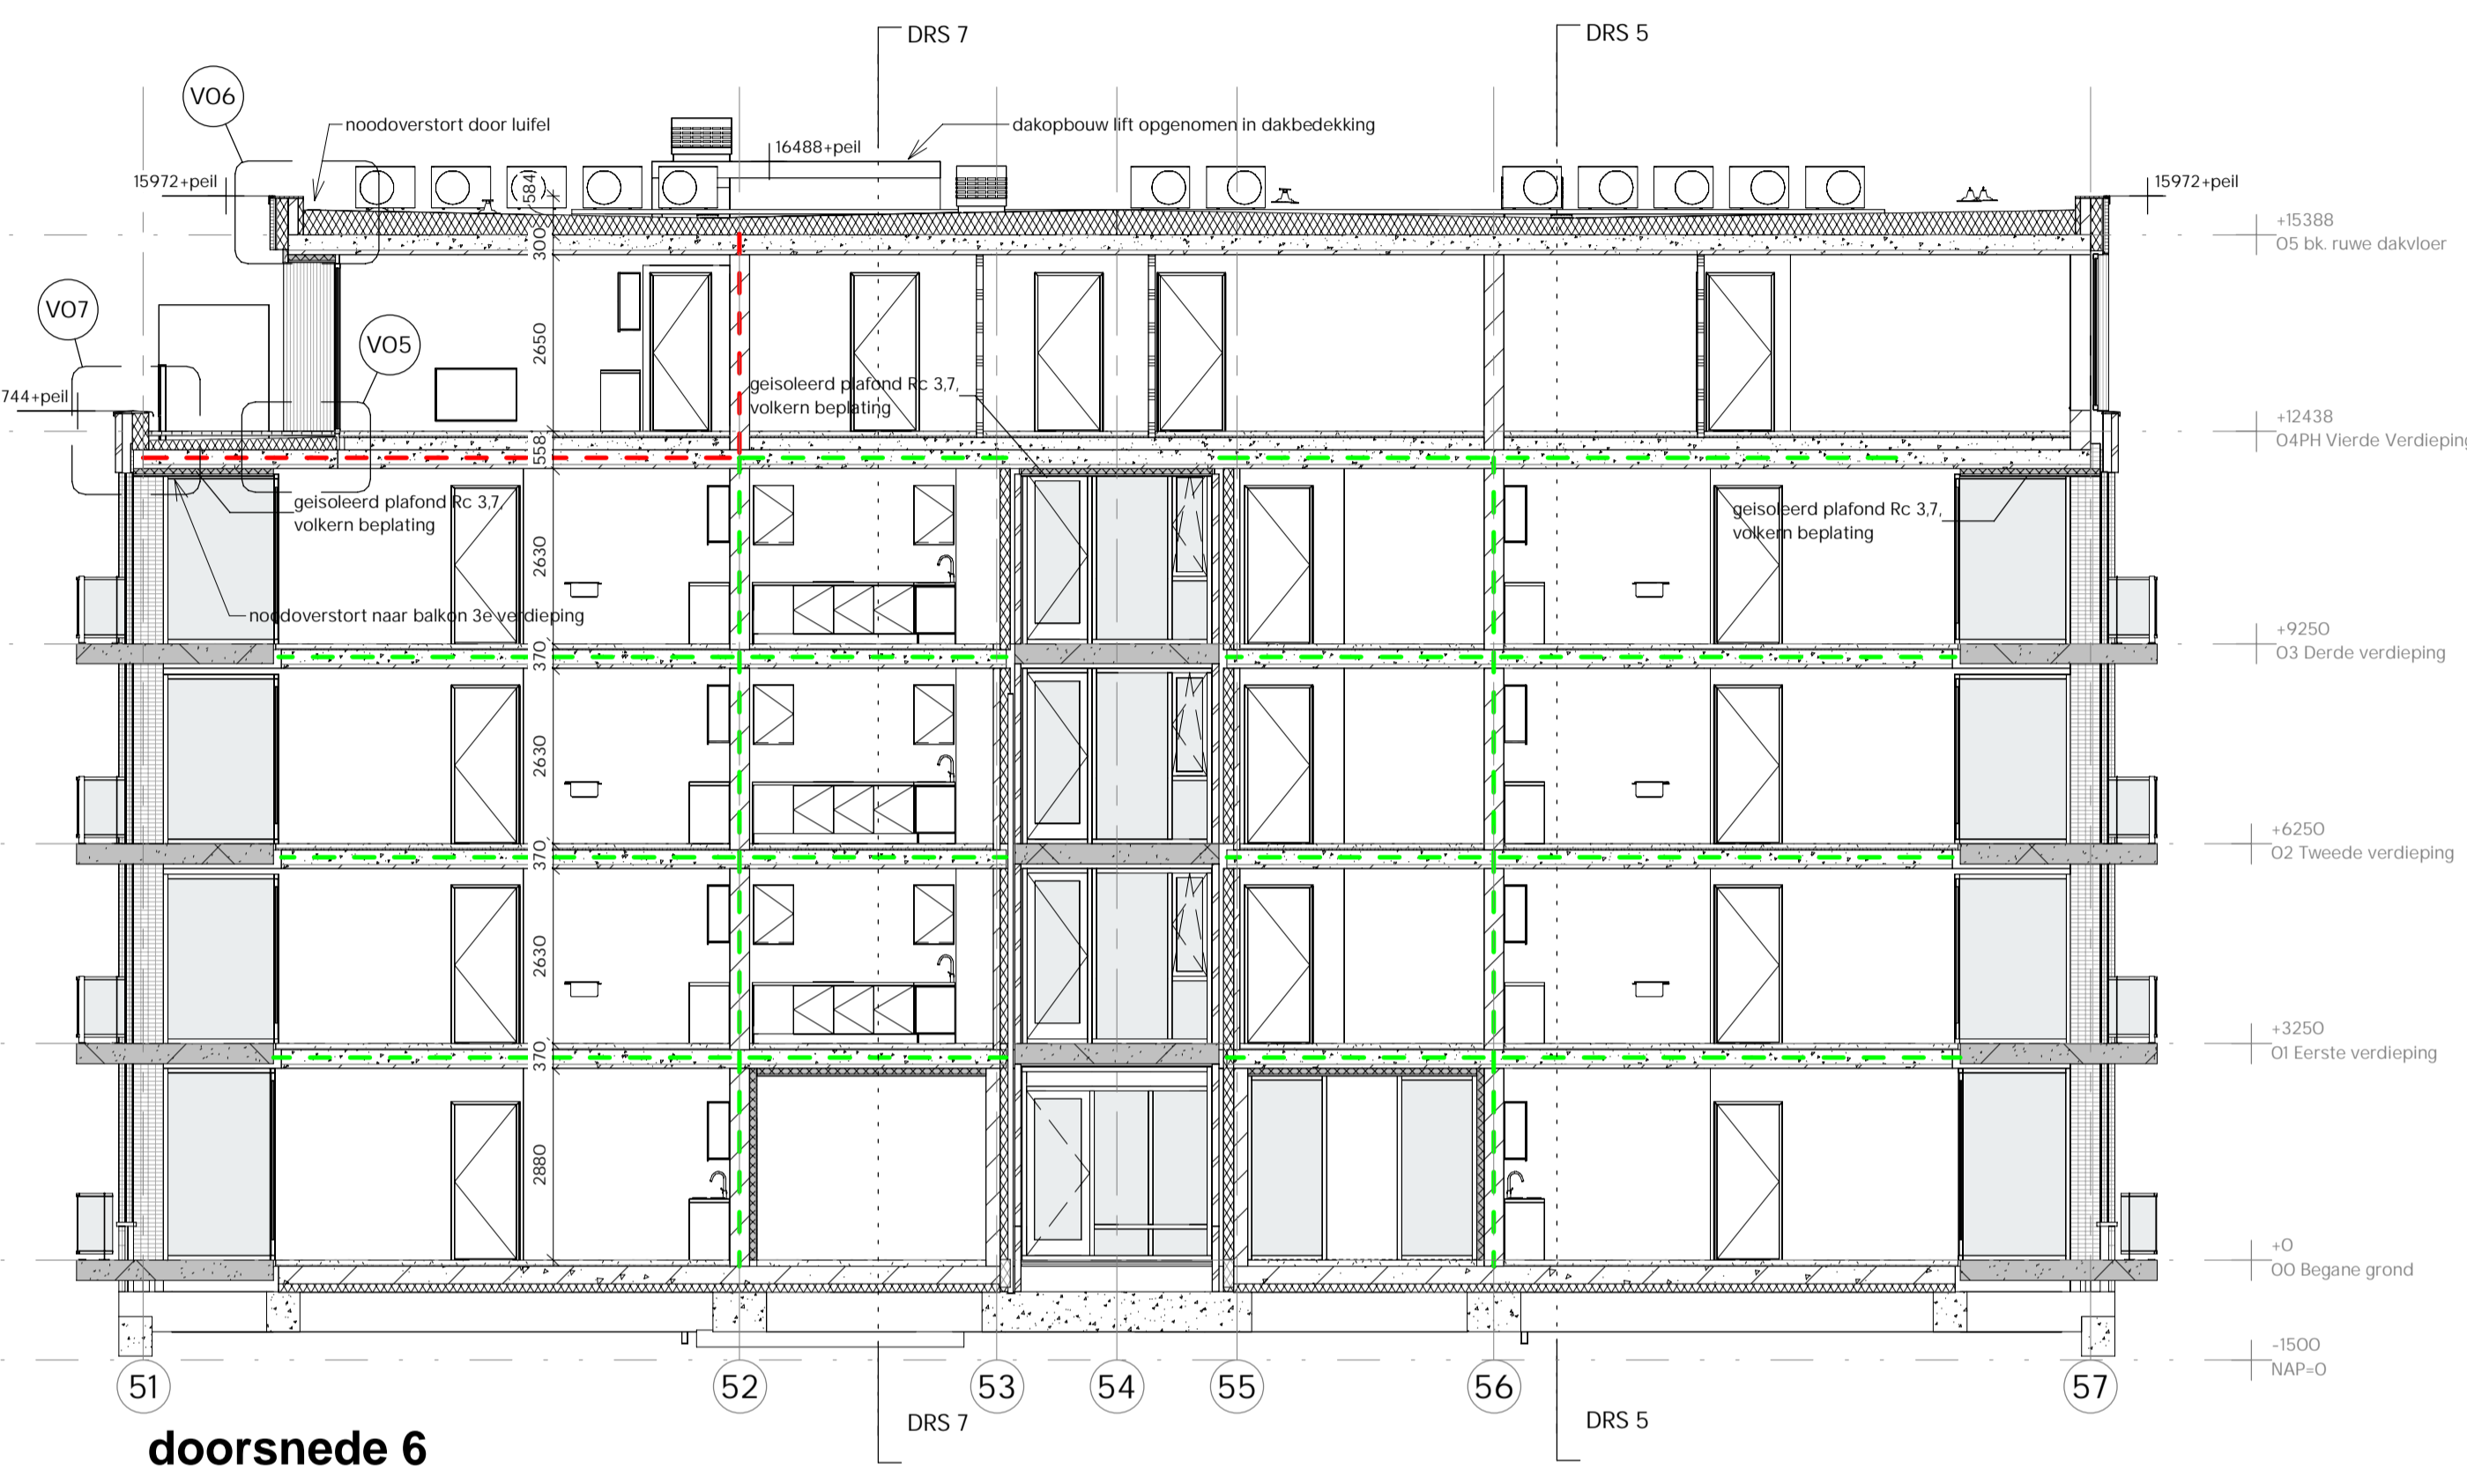 DRS 7
DRS 5
VO6
noodoverstort door luifel
dakopbouw lift opgenomen in dakbedekking
16488+peil
15972+peil
(584)
15972+peil
+15388
05 bk. ruwe dakvloer
300
VO7
VO5
2650
geisoleerd plafond Rc 3,7,
volkern beplating
744+peil
+12438
04PH Vierde Verdieping
558
geisoleerd plafond Rc 3,7,
volkern beplating
geisoleerd plafond Rc 3,7,
volkern beplating
2630
noodoverstort naar balkon 3e verdieping
+9250
03 Derde verdieping
370
2630
+6250
02 Tweede verdieping
370
2630
+3250
01 Eerste verdieping
370
2880
+0
00 Begane grond
-1500
NAP=0
51
52
53
54
55
56
57
DRS 7
DRS 5
doorsnede 6